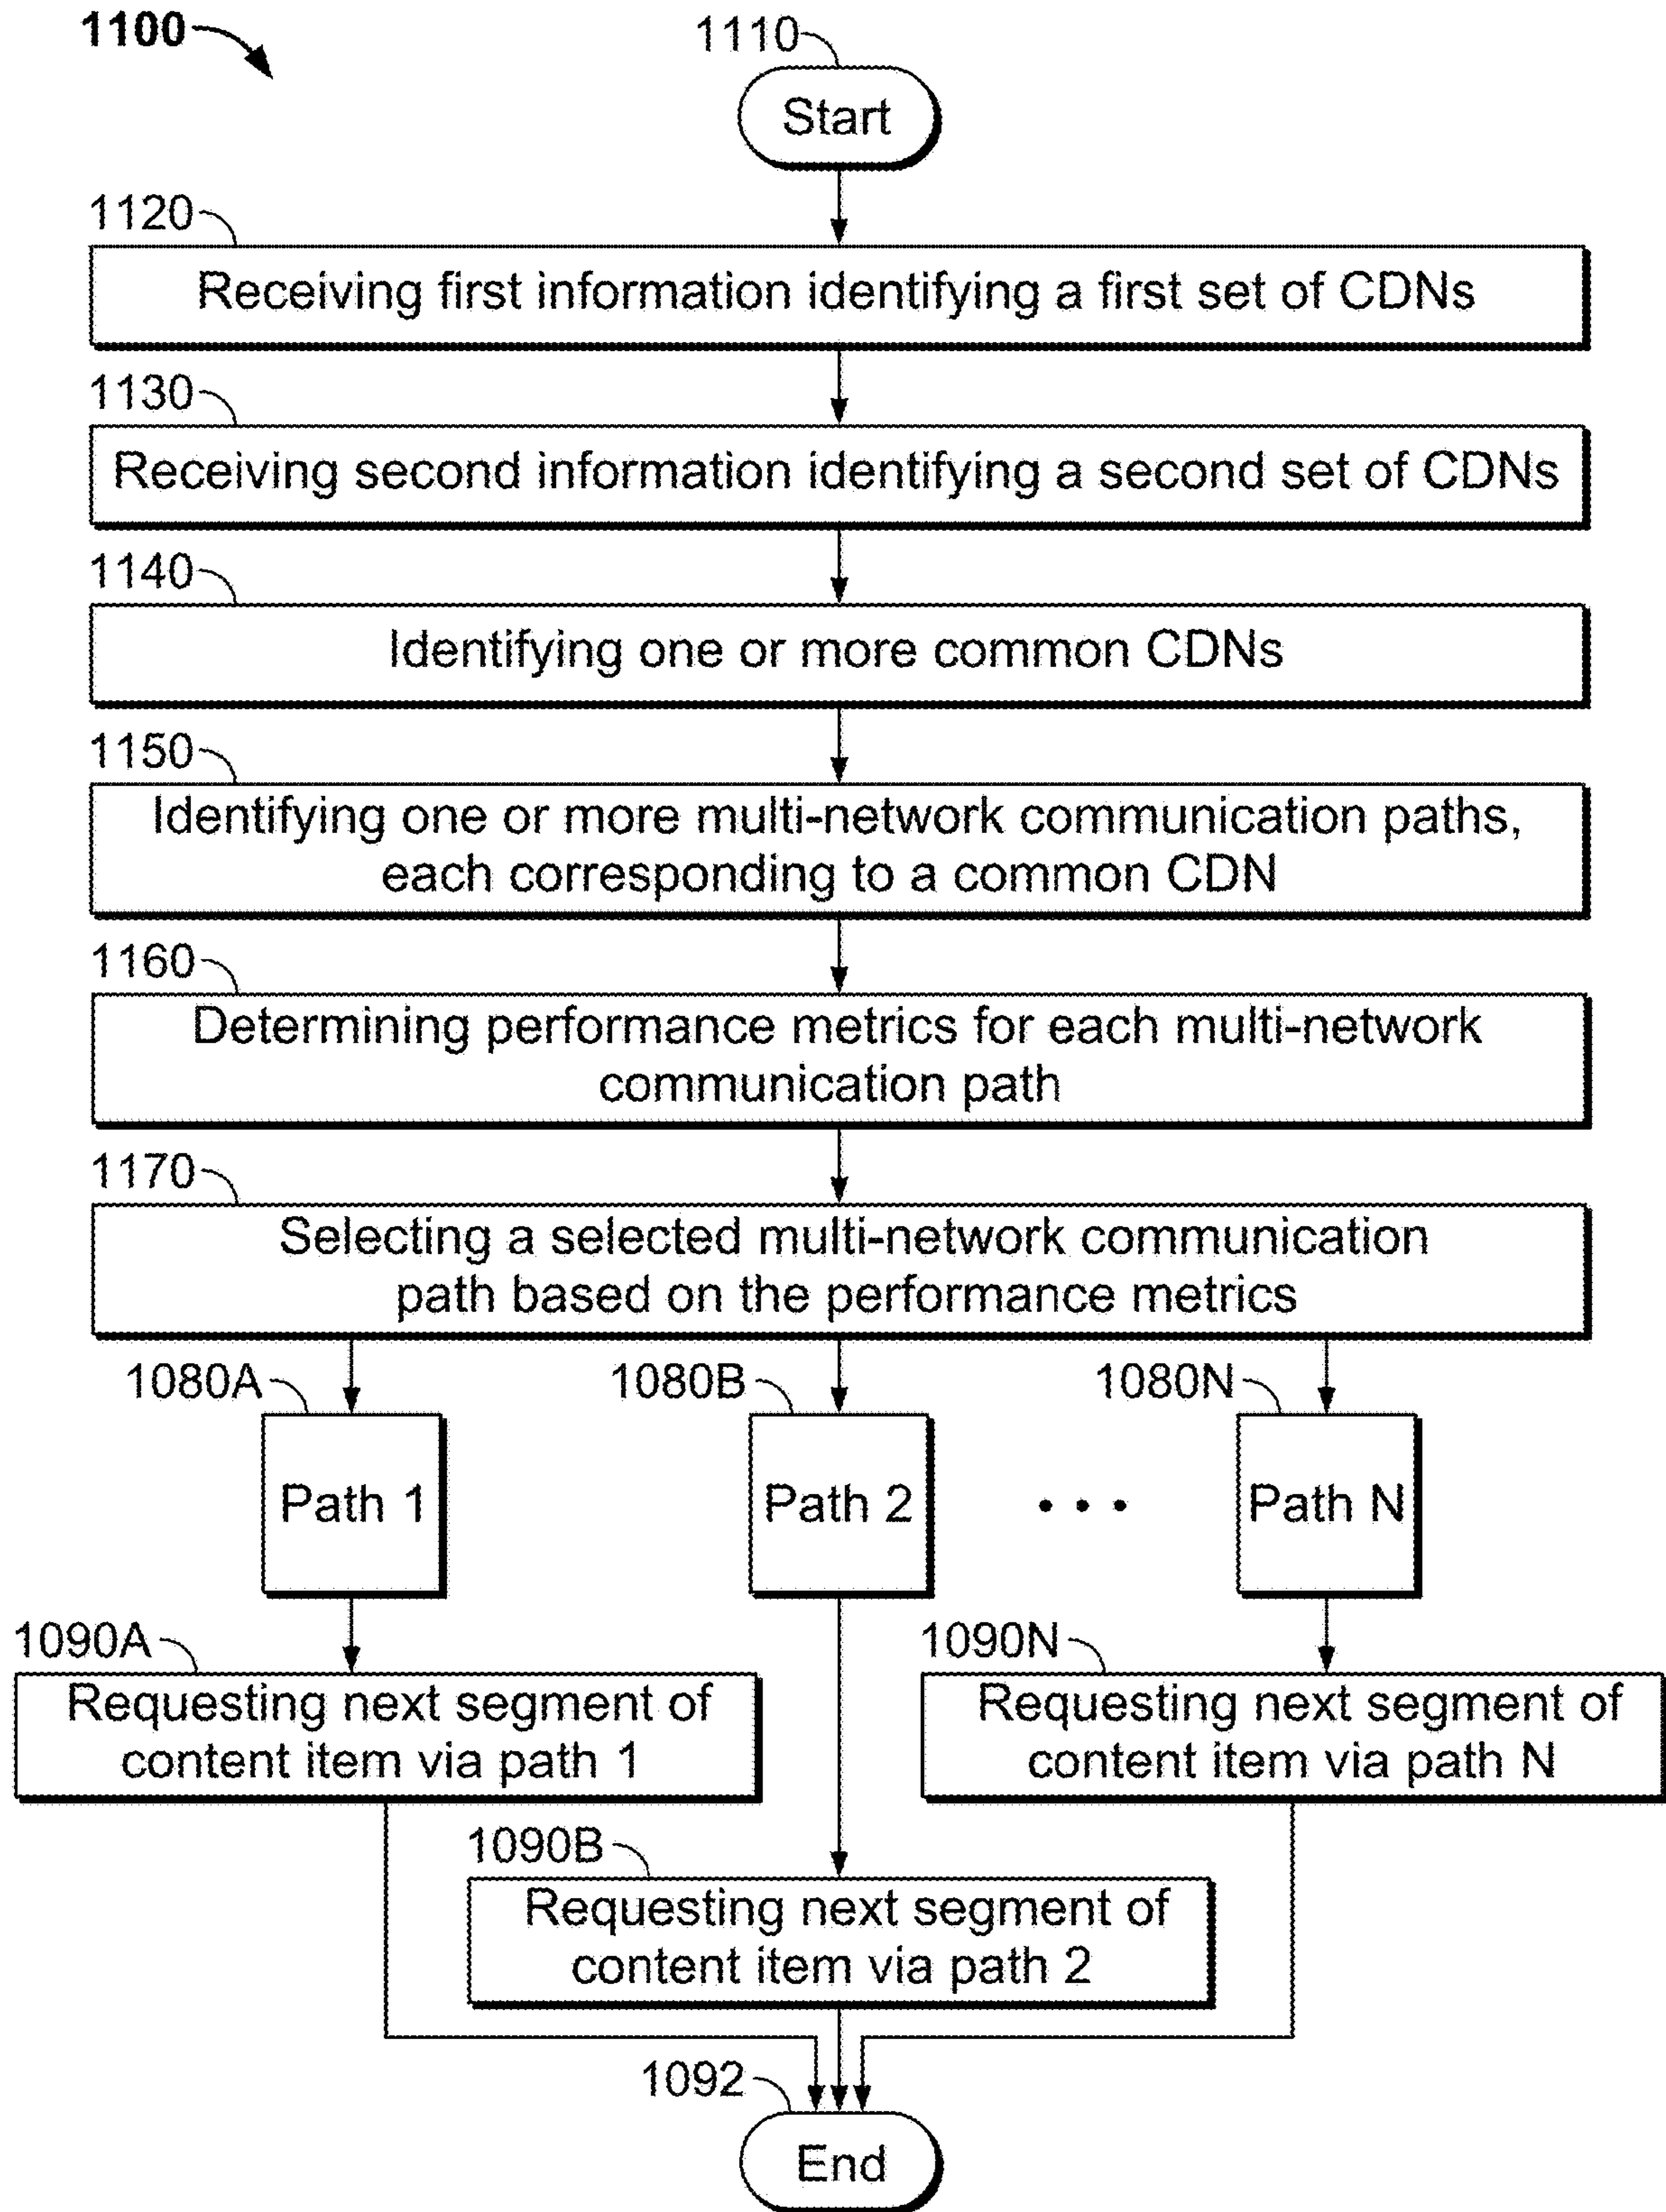 1100
1110
Start
1120
Receiving first information identifying a first set of CDNs
1130
Receiving second information identifying a second set of CDNs
1140
Identifying one or more common CDNs
1150
Identifying one or more multi-network communication paths,
each corresponding to a common CDN
1160
Determining performance metrics for each multi-network
communication path
1170
Selecting a selected multi-network communication
path based on the performance metrics
1080A
1080B
1080N
Path 1
Path 2
• • •
Path N
1090A
1090N
Requesting next segment of
content item via path 1
Requesting next segment of
content item via path N
1090B
Requesting next segment of
content item via path 2
1092
End